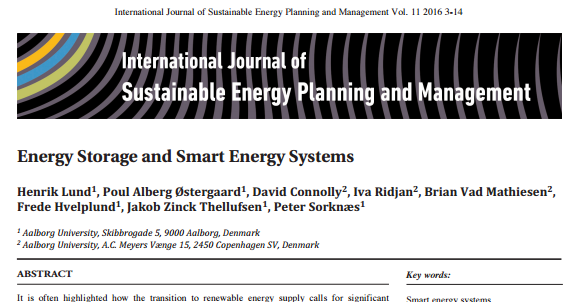 International Journal of Sustainable Energy Planning and Management Vol. 11 2016 3-14
International Journal of
Sustainable Energy Planning and Management
Energy Storage and Smart Energy Systems
Henrik Lund1, Poul Alberg Østergaard1, David Connolly2, Iva Ridjan2, Brian Vad Mathiesen2,
Frede Hvelplund1, Jakob Zinck Thellufsen1, Peter Sorknæs1
1 Aalborg University, Skibbrogade 5, 9000 Aalborg, Denmark
2 Aalborg University, A.C. Meyers Vænge 15, 2450 Copenhagen SV, Denmark
ABSTRACT
Key words:
It is often highlighted how the transition to renewable energy supply calls for significant
Smart energy systems